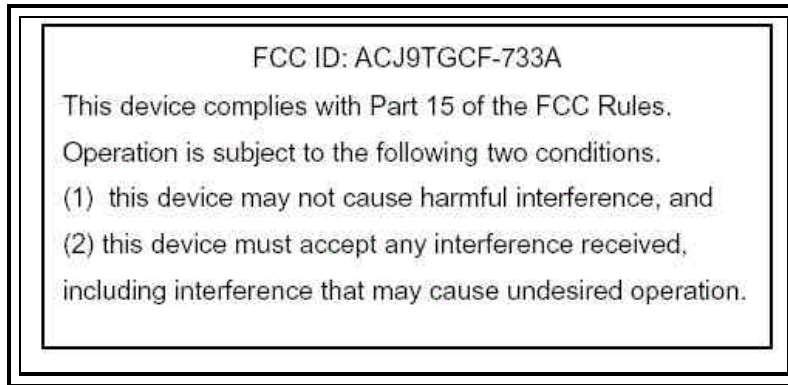 FCC ID: ACJ9TGCF-733A
This device complies with Part 15 of the FCC Rules.
Operation is subject to the following two conditions.
(1) this device may not cause harmful interference, and
(2) this device must accept any interference received,
including interference that may cause undesired operation.